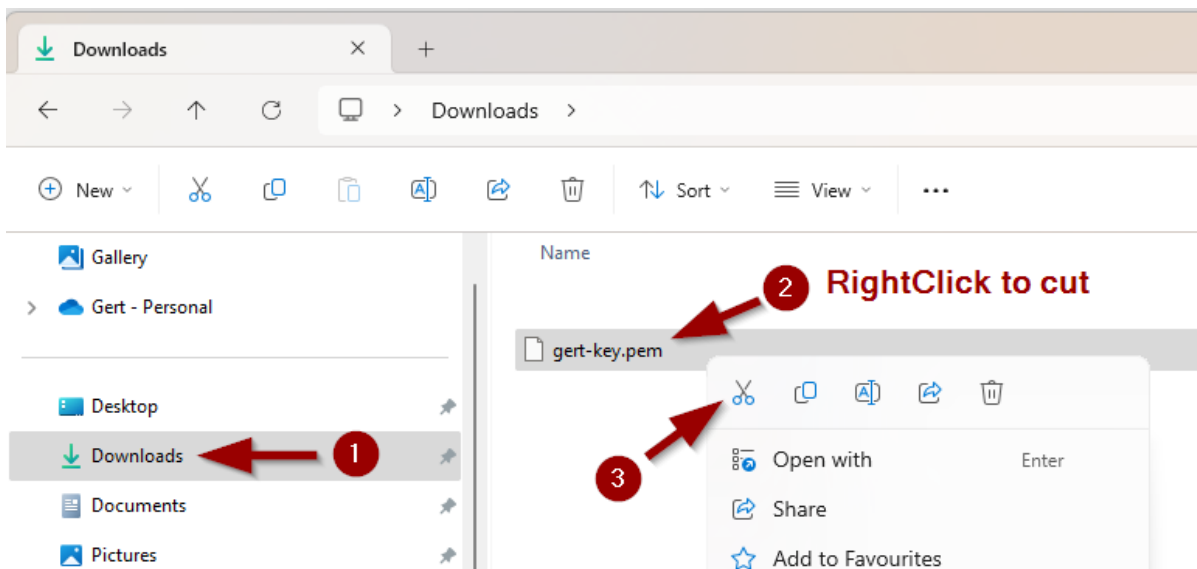 Downloads
Downloads
New
Sort
View
Gallery
Name
2 RightClick to cut
Gert - Personal
gert-key.pem
Desktop
Downloads
1
3
Open with Enter
Documents
Share
Pictures
Add to Favourites